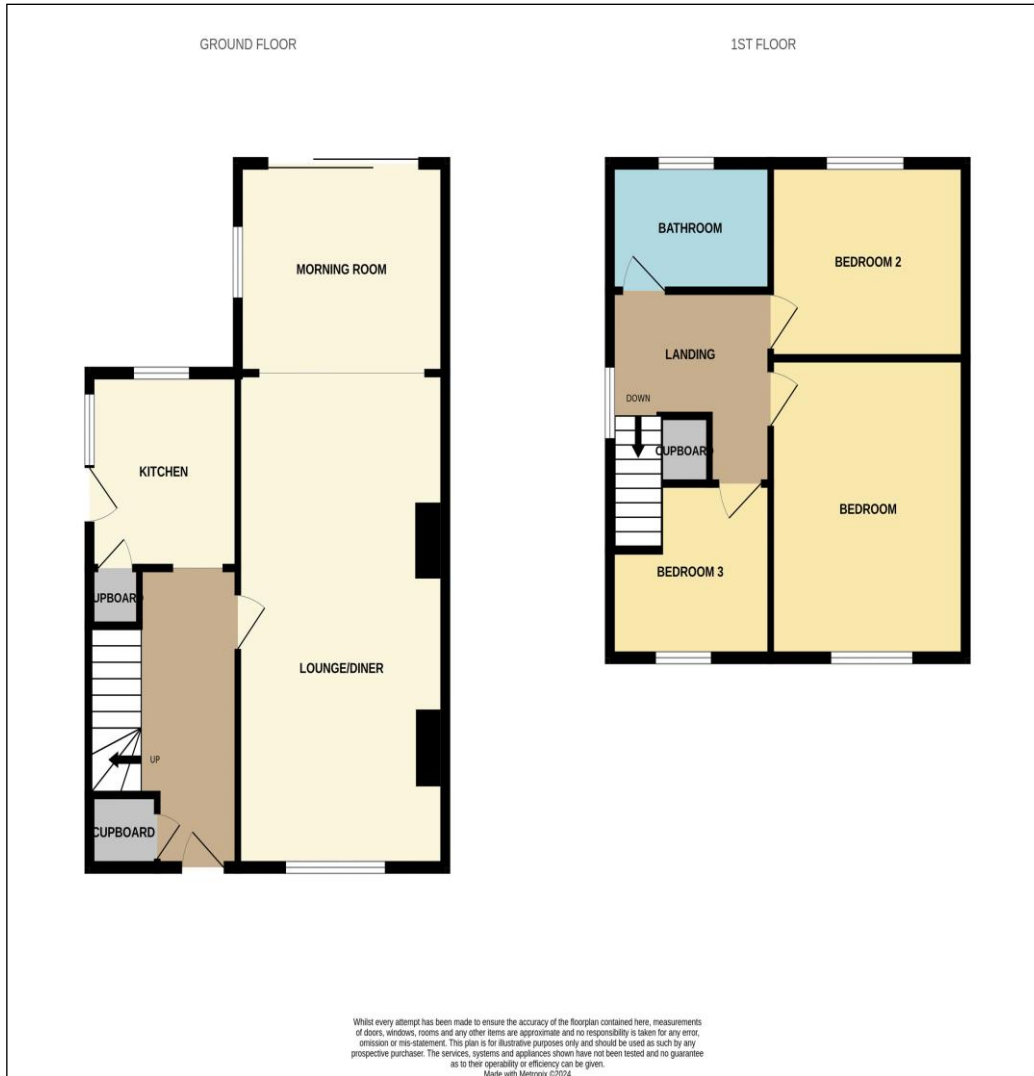 GROUND FLOOR
1ST FLOOR
MORNING ROOM
KITCHEN
UPBOARD
LOUNGE/DINER
UP
CUPBOARD
BATHROOM
BEDROOM 2
LANDING
DOWN
CUPBOARD
BEDROOM
BEDROOM 3
Whilst every attempt has been made to ensure the accuracy of the floorplan contained here, measurements
of doors, windows, rooms and any other items are approximate and no responsibility is taken for any error,
omission or mis-statement. This plan is for illustrative purposes only and should be used as such by any
prospective purchaser. The services, systems and appliances shown have not been tested and no guarantee
as to their operability or efficiency can be given.
Made with Metropix ©2024